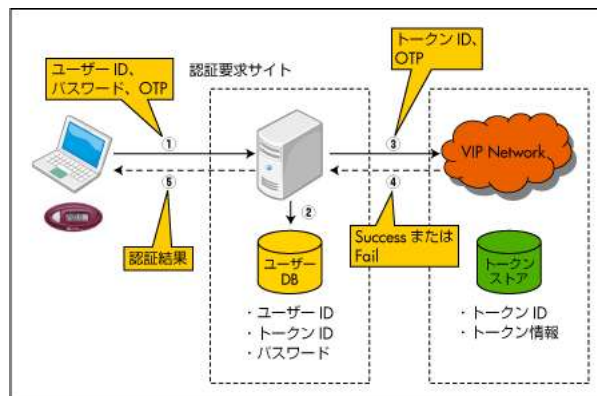 ユーザー ID、
パスワード、OTP
認証要求サイト
トークン ID、
OTP
①
③
VIP Network
⑤
④
②
認証結果
Success または
Fail
ユーザー
DB
トークン
ストア
・ユーザー ID
・トークン ID
・パスワード
・トークン ID
・トークン情報